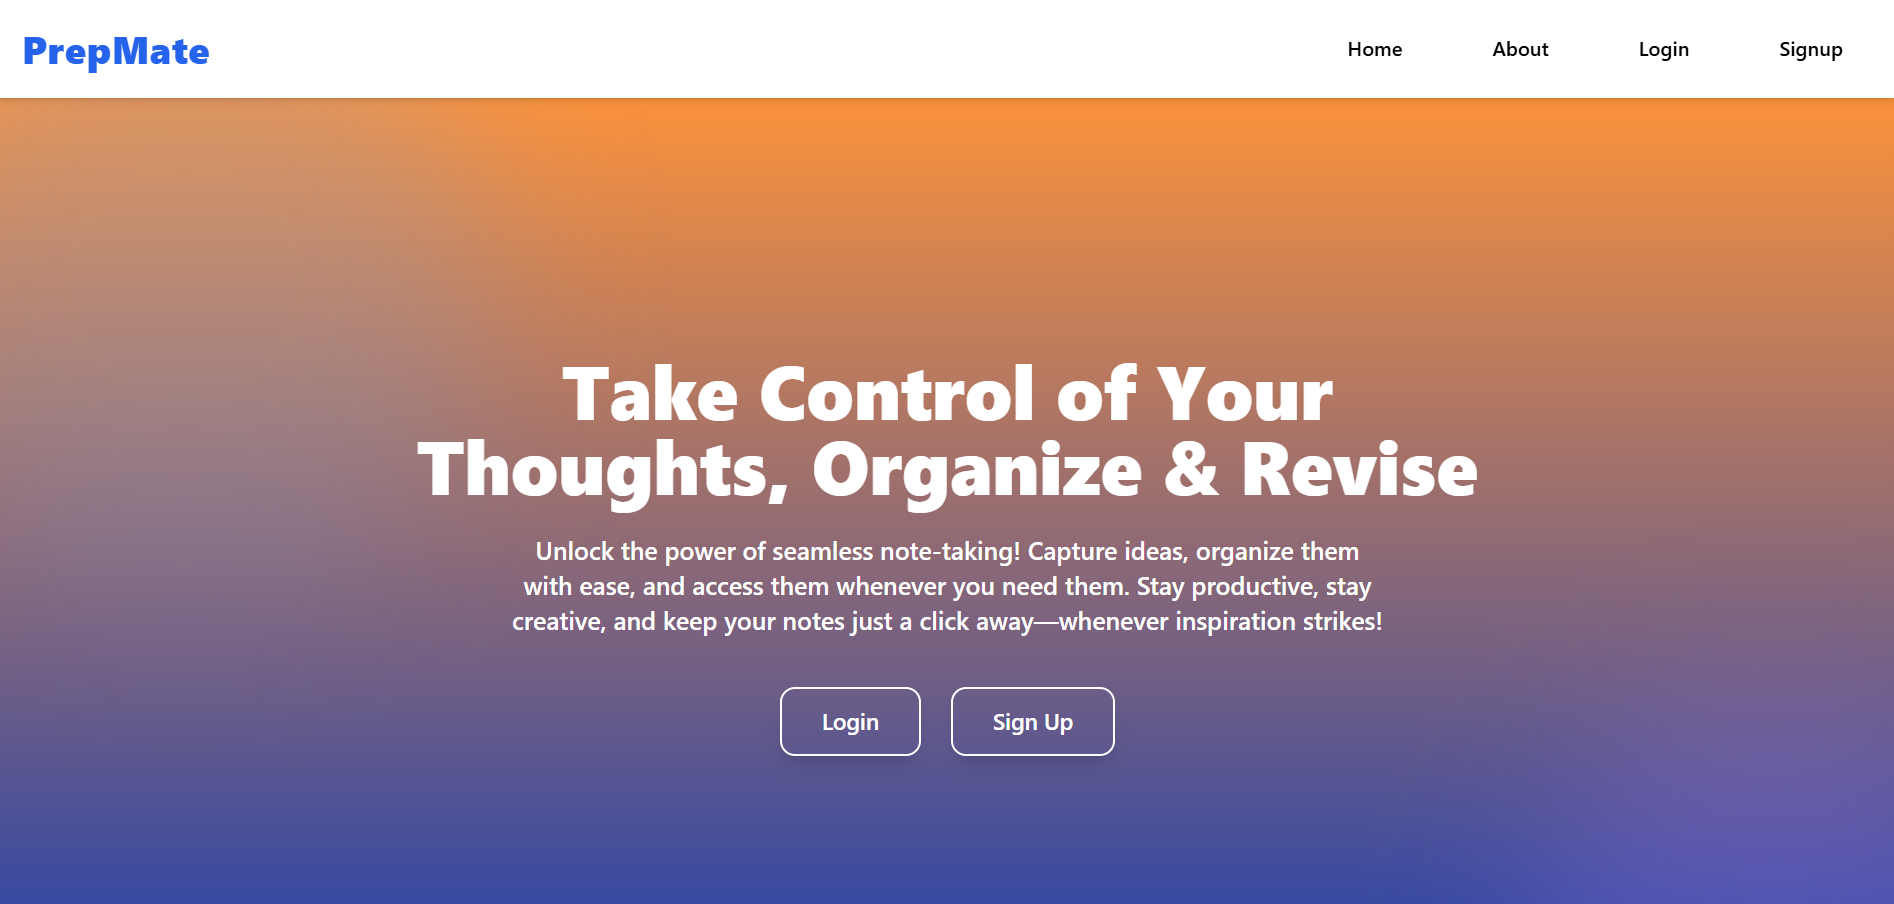 PrepMate
Home About Login Signup
Take Control of Your
Thoughts, Organize & Revise
Unlock the power of seamless note-taking! Capture ideas, organize them
with ease, and access them whenever you need them. Stay productive, stay
creative, and keep your notes just a click away—whenever inspiration strikes!
Login Sign Up